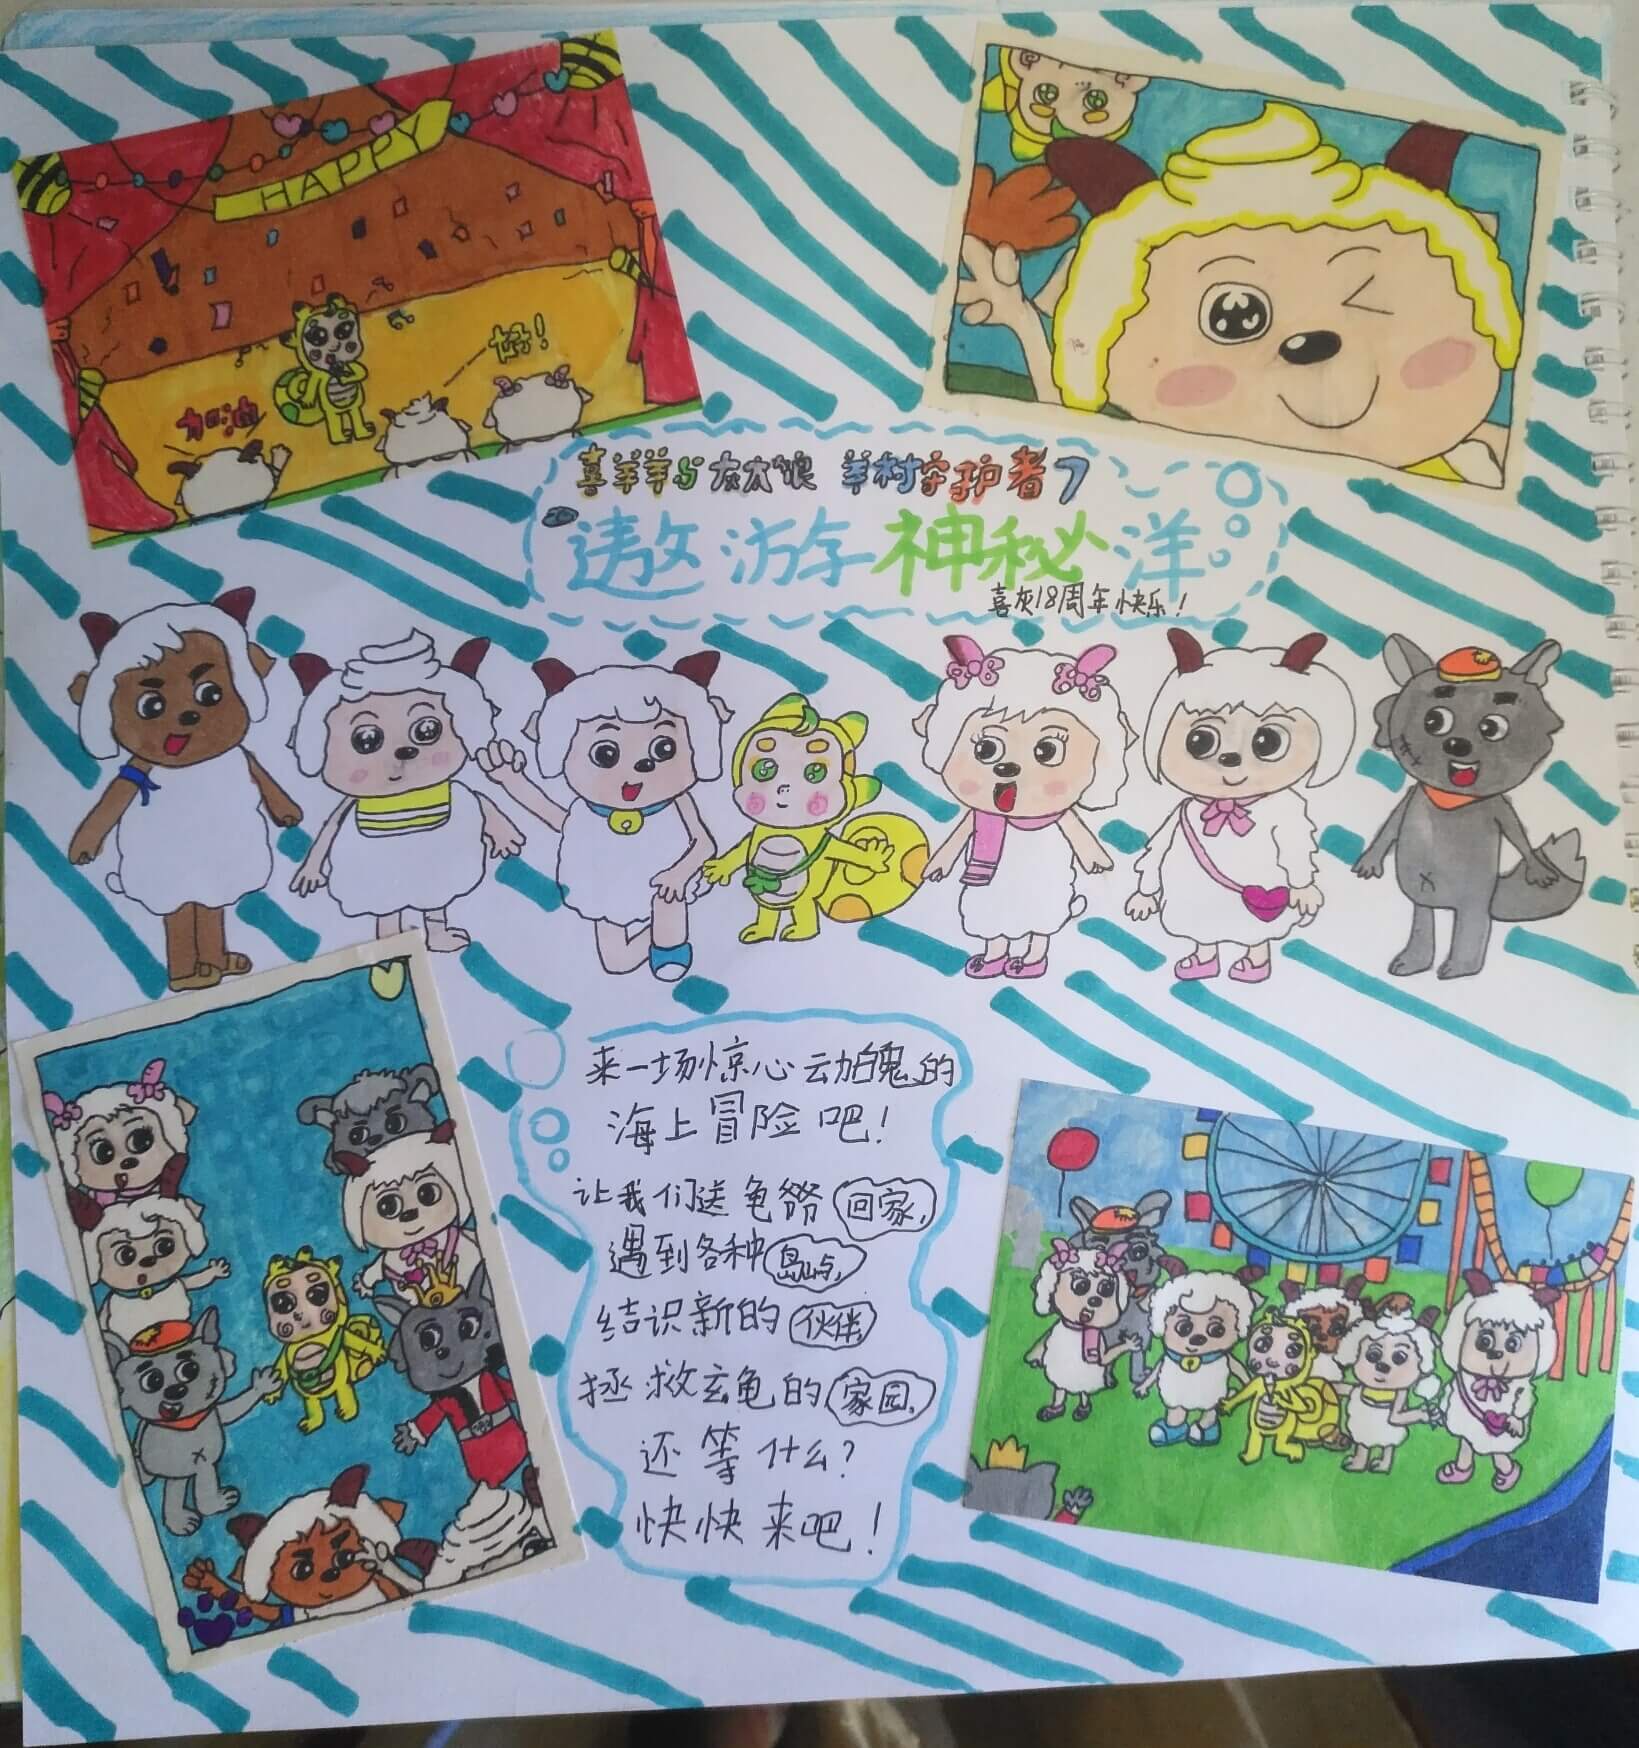 HAPPY
加油
好!
喜羊羊与灰太狼 羊村守护者7
遨游神秘洋
喜灰18周年快乐!
来一场惊心动魄的
海上冒险吧!
让我们送龟爷爷回家,
遇到各种岛屿,
结识新的伙伴
拯救玄龟的家园,
还等什么?
快快来吧!